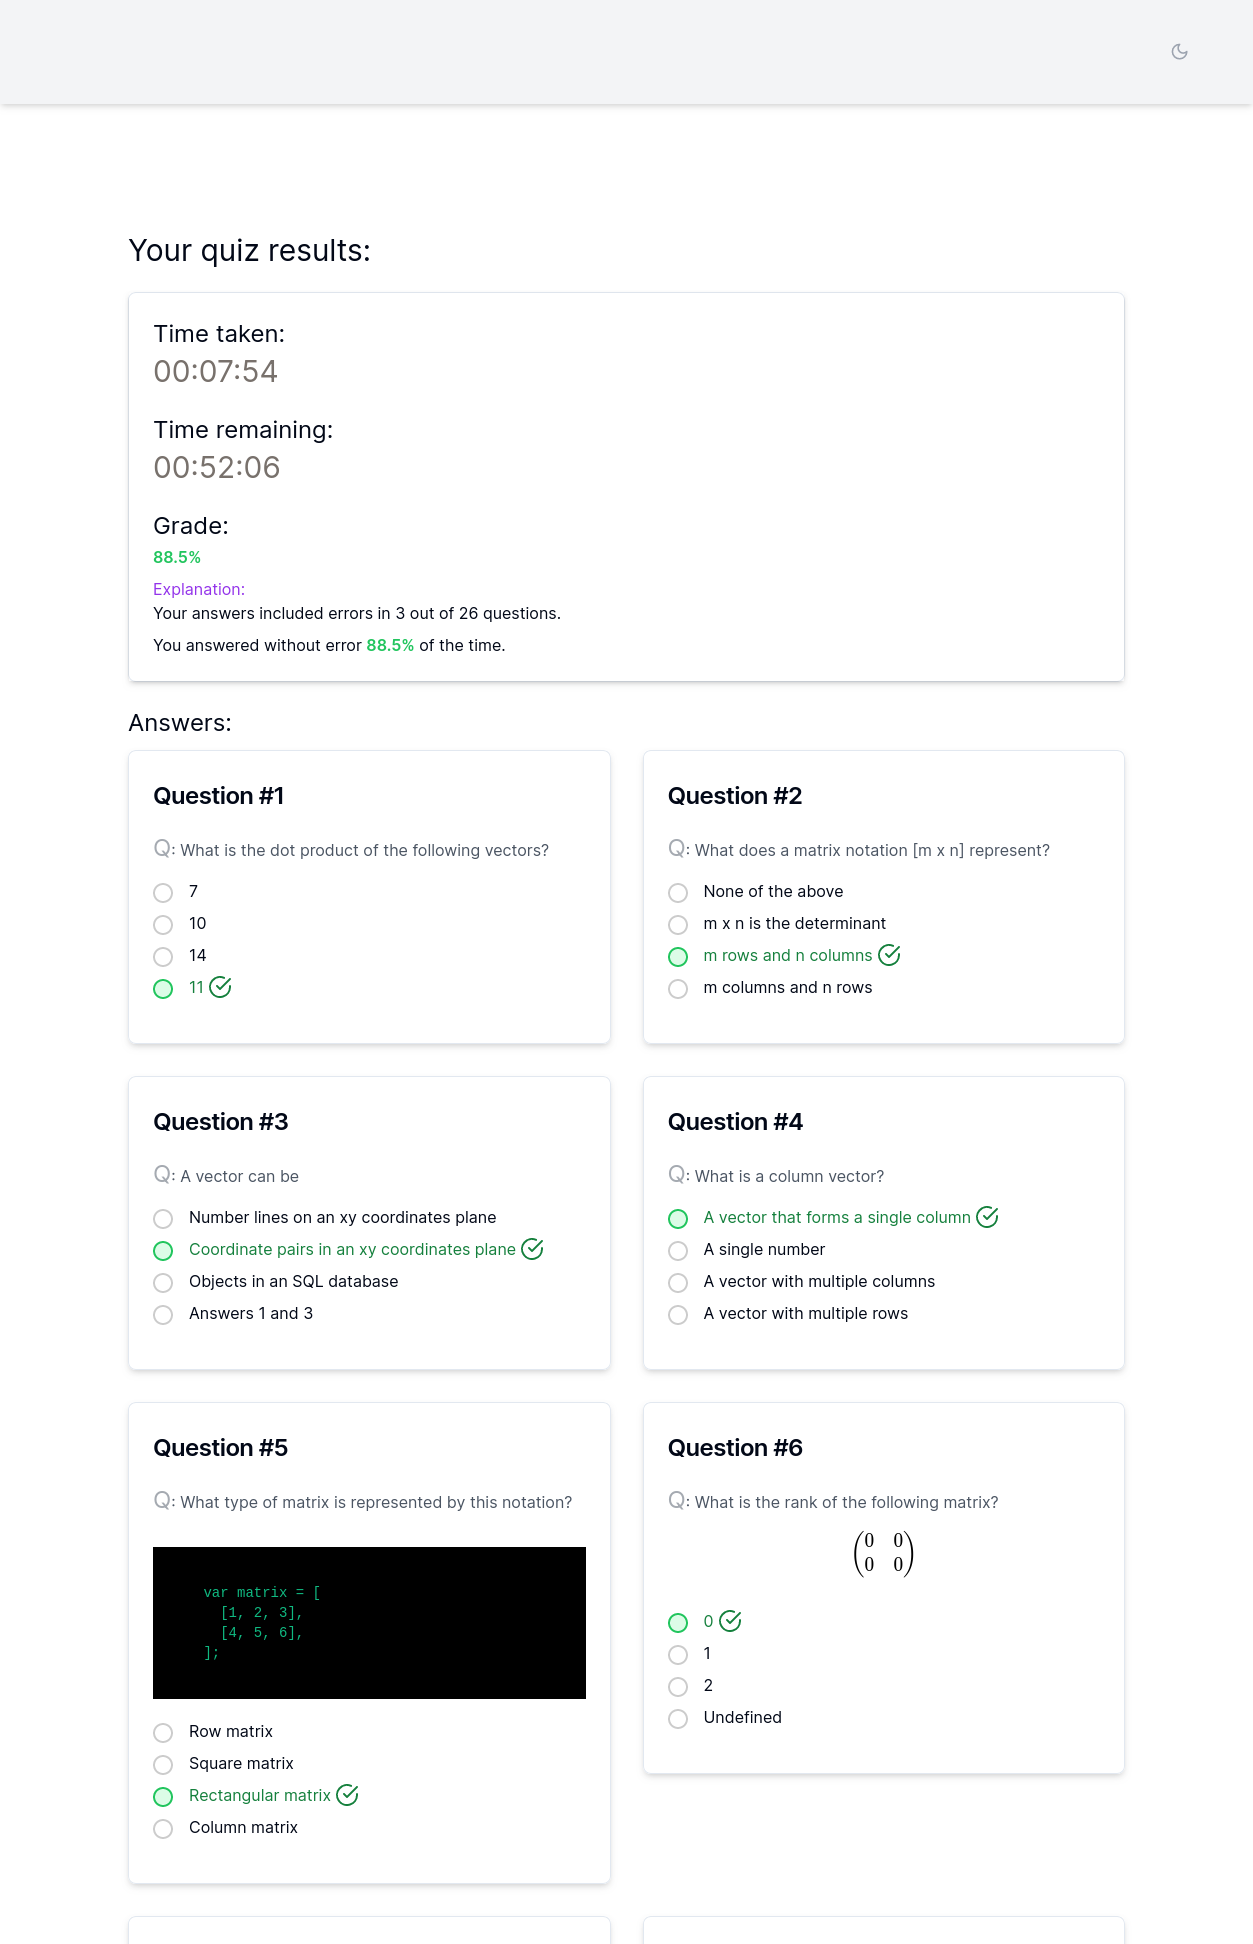 Your quiz results:
Time taken:
00:07:54
Time remaining:
00:52:06
Grade:
88.5%
Explanation:
Your answers included errors in 3 out of 26 questions.
You answered without error 88.5% of the time.
Answers:
Question #1
Q: What is the dot product of the following vectors?
7
10
14
11
Question #2
Q: What does a matrix notation [m x n] represent?
None of the above
m x n is the determinant
m rows and n columns
m columns and n rows
Question #3
Q: A vector can be
Number lines on an xy coordinates plane
Coordinate pairs in an xy coordinates plane
Objects in an SQL database
Answers 1 and 3
Question #4
Q: What is a column vector?
A vector that forms a single column
A single number
A vector with multiple columns
A vector with multiple rows
Question #5
Q: What type of matrix is represented by this notation?
var matrix = [
[1, 2, 3],
[4, 5, 6],
];
Row matrix
Square matrix
Rectangular matrix
Column matrix
Question #6
Q: What is the rank of the following matrix?
(0 0
0 0)
0
1
2
Undefined